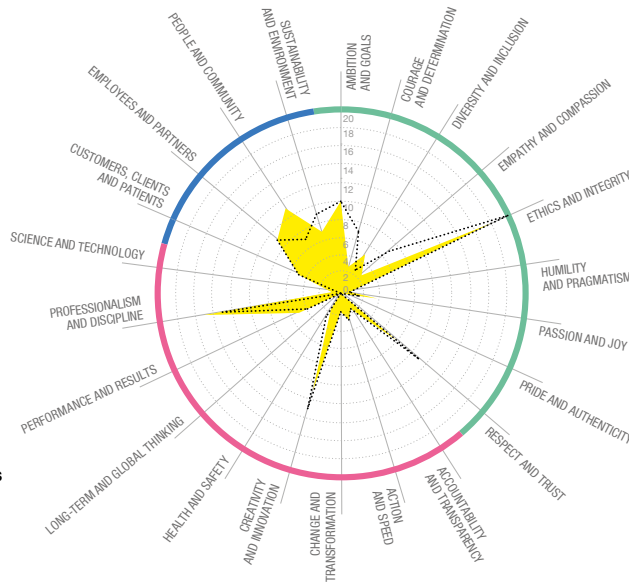 AMBITION
AND GOALS
COURAGE
AND DETERMINATION
DIVERSITY AND INCLUSION
EMPATHY AND COMPASSION
ETHICS AND INTEGRITY
HUMILITY
AND PRAGMATISM
PASSION AND JOY
PRIDE AND AUTHENTICITY
RESPECT AND TRUST
ACCOUNTABILITY
AND TRANSPARENCY
ACTION
AND SPEED
CHANGE AND
TRANSFORMATION
CREATIVITY
AND INNOVATION
HEALTH AND SAFETY
LONG-TERM AND GLOBAL THINKING
PERFORMANCE AND RESULTS
PROFESSIONALISM
AND DISCIPLINE
SCIENCE AND TECHNOLOGY
CUSTOMERS, CLIENTS
AND PATIENTS
EMPLOYEES AND PARTNERS
PEOPLE AND COMMUNITY
SUSTAINABILITY
AND ENVIRONMENT
20
18
16
14
12
10
8
6
4
2
0
s